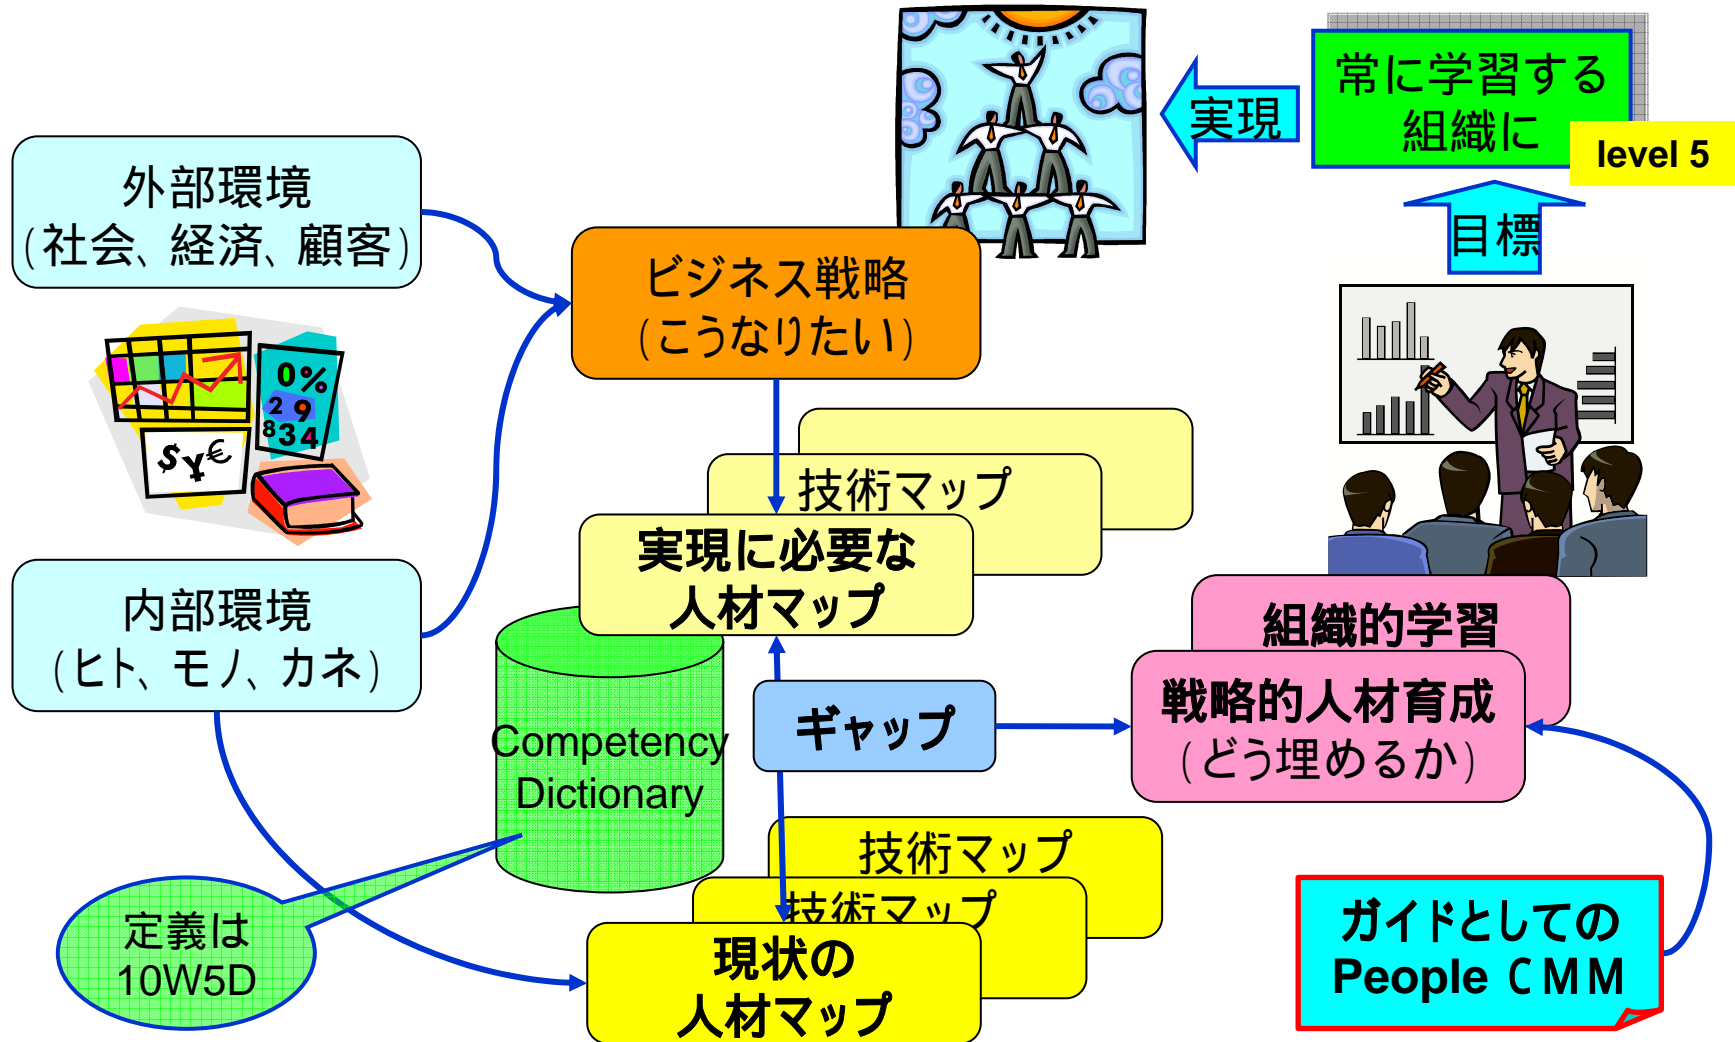 常に学習する
組織に
level 5
実現
目標
外部環境
(社会、経済、顧客)
ビジネス戦略
(こうなりたい)
0%
2 9
834
$¥€
技術マップ
実現に必要な
人材マップ
内部環境
(ヒト、モノ、カネ)
組織的学習
戦略的人材育成
(どう埋めるか)
ギャップ
Competency
Dictionary
技術マップ
技術マップ
現状の
人材マップ
定義は
10W5D
ガイドとしての
People CMM